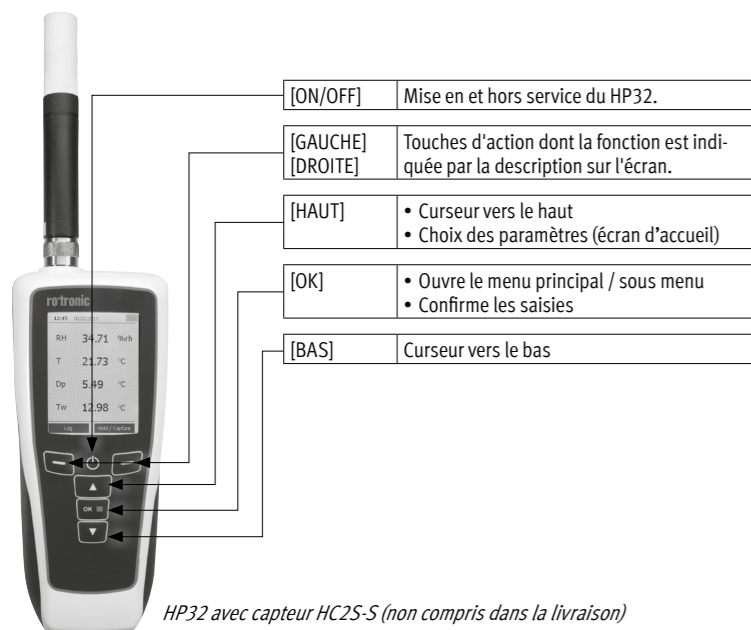 [ON/OFF] Mise en et hors service du HP32.
[GAUCHE] Touches d'action dont la fonction est indi-
[DROITE] quée par la description sur l'écran.
[HAUT] • Curseur vers le haut
• Choix des paramètres (écran d’accueil)
[OK] • Ouvre le menu principal / sous menu
• Confirme les saisies
[BAS] Curseur vers le bas
rotronic
12:45
RH 34.71 %rh
T 21.73 °C
Dp 5.49 °C
Tw 12.98 °C
Log Hold / Capture
OK
HP32 avec capteur HC2S-S (non compris dans la livraison)